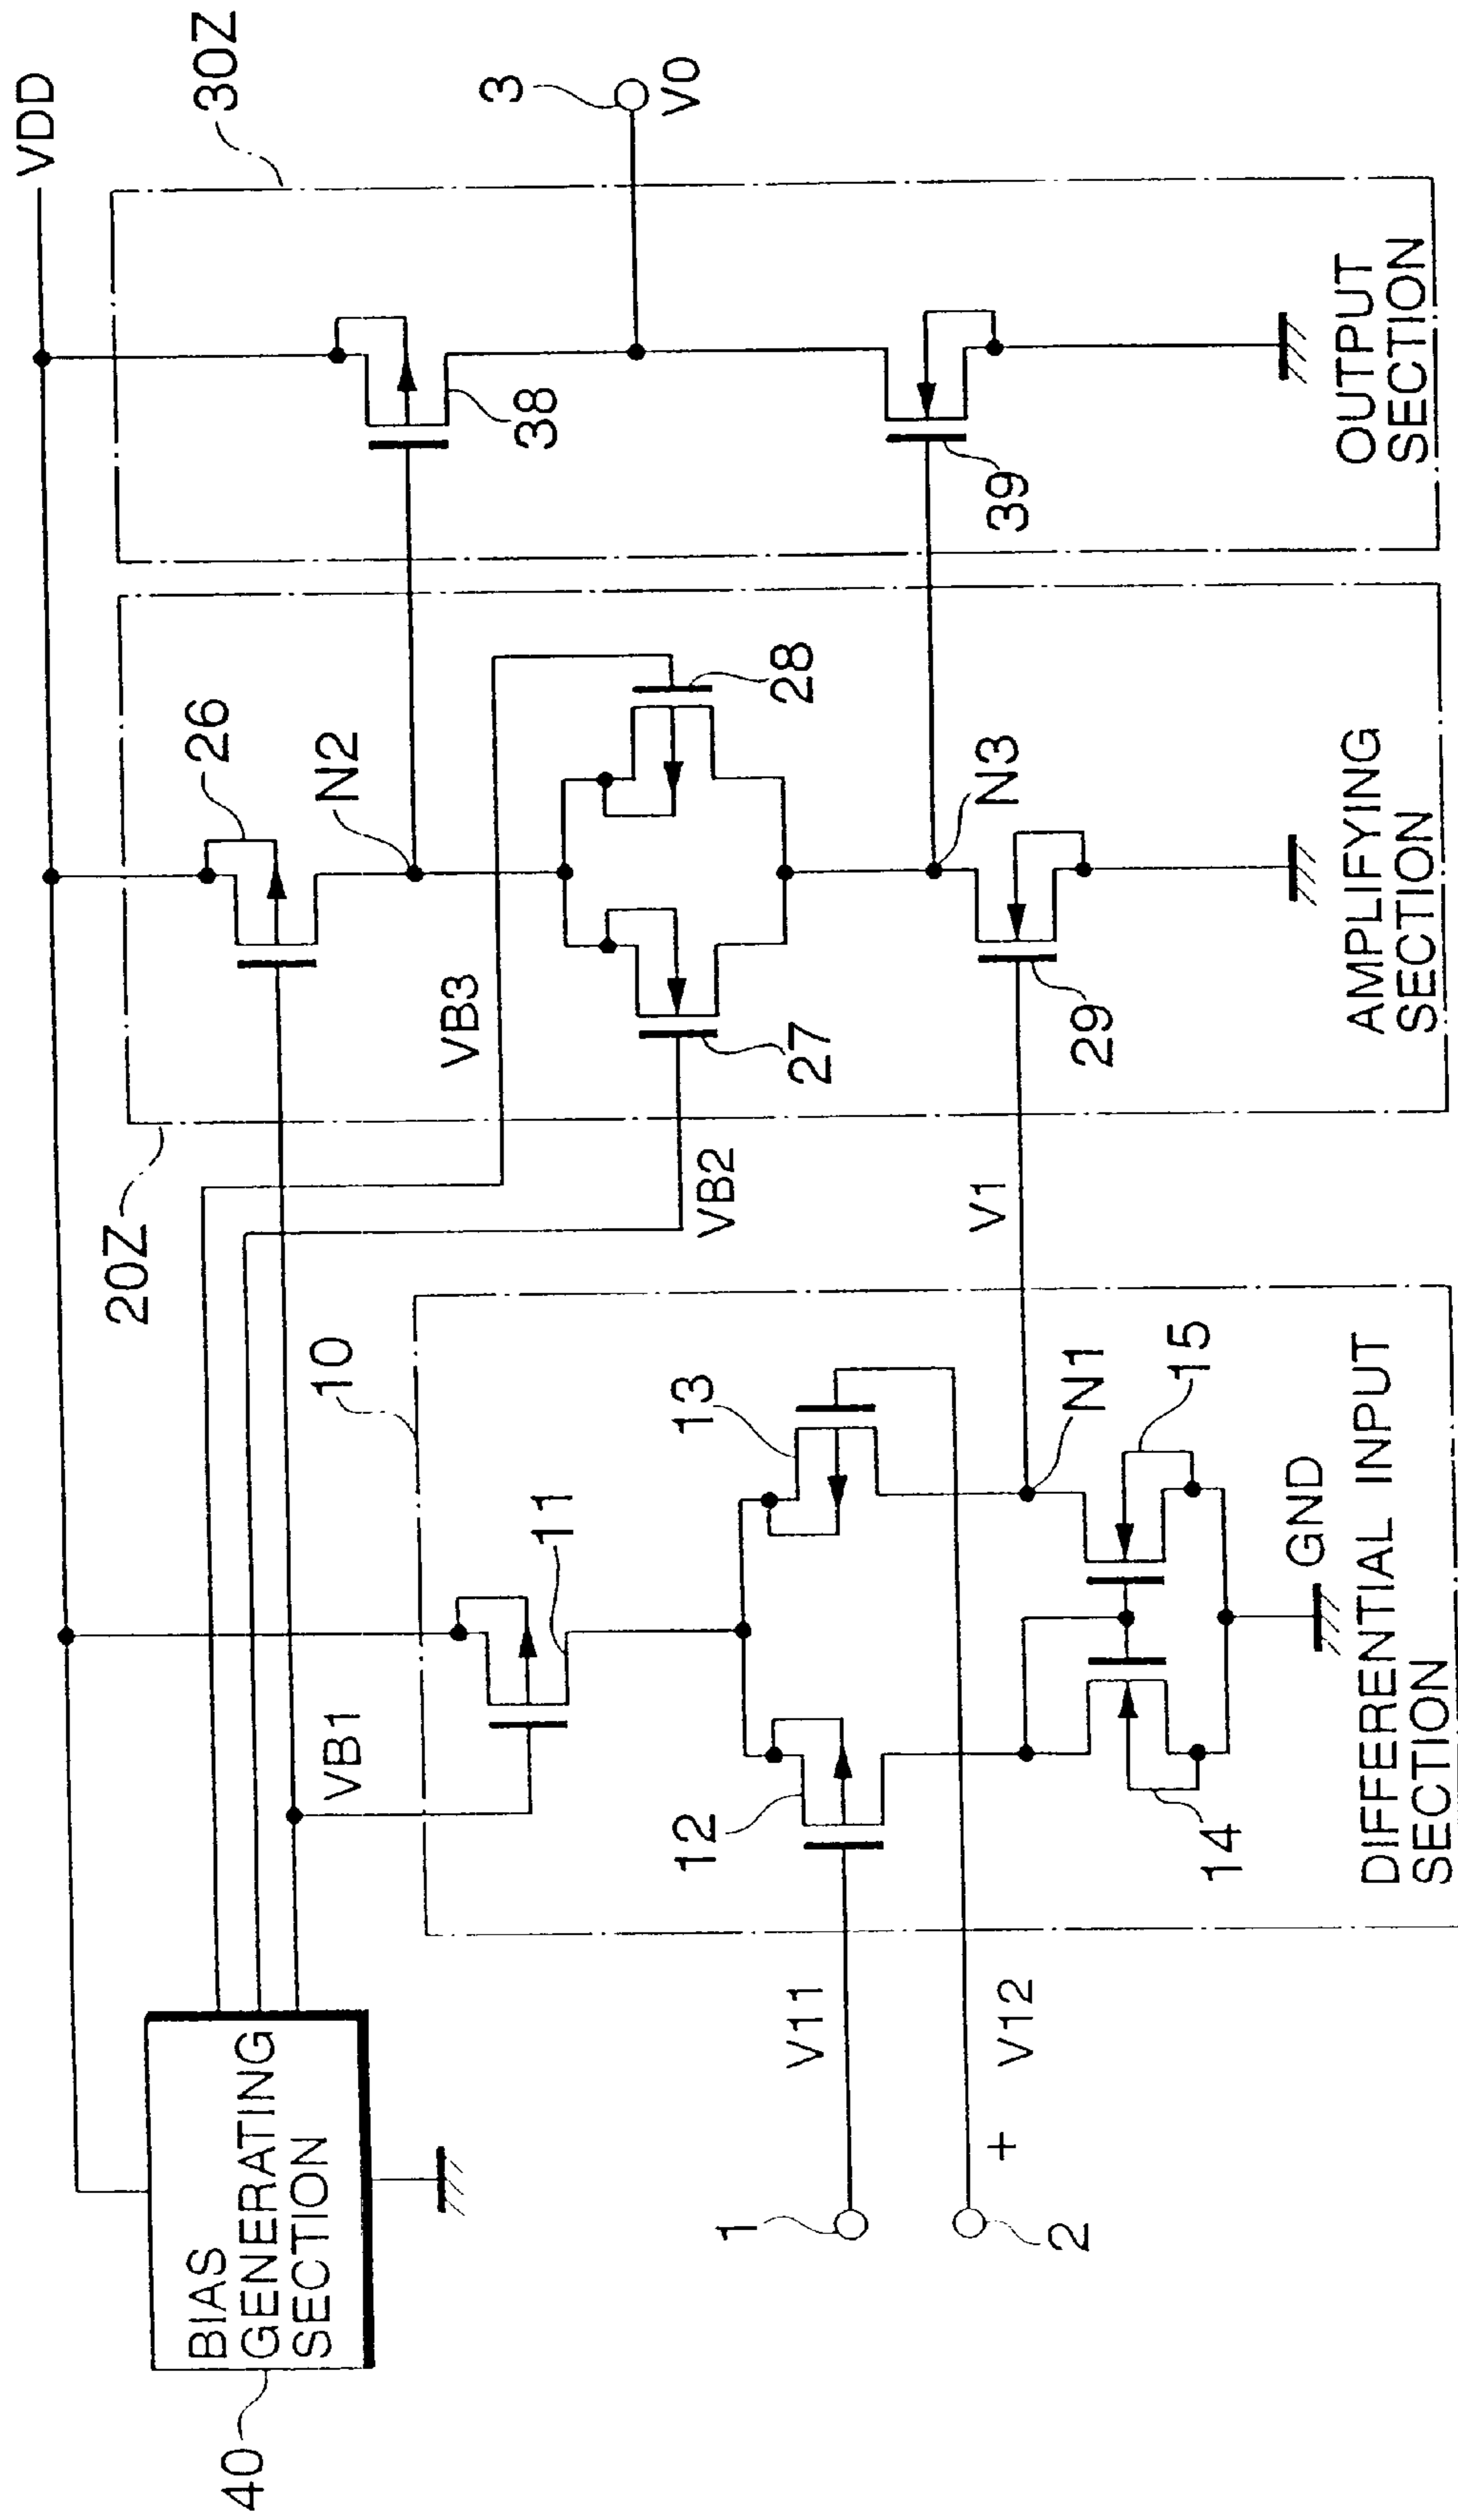 VDD
40
BIAS
GENERATING
SECTION
VB1
10
20Z
VB3
26
N2
30Z
3
VO
38
11
12
13
VB2
27
28
1
V11
2
+
V12
V1
N1
N3
39
14
15
29
GND
DIFFERENTIAL INPUT
SECTION
AMPLIFYING
SECTION
OUTPUT
SECTION